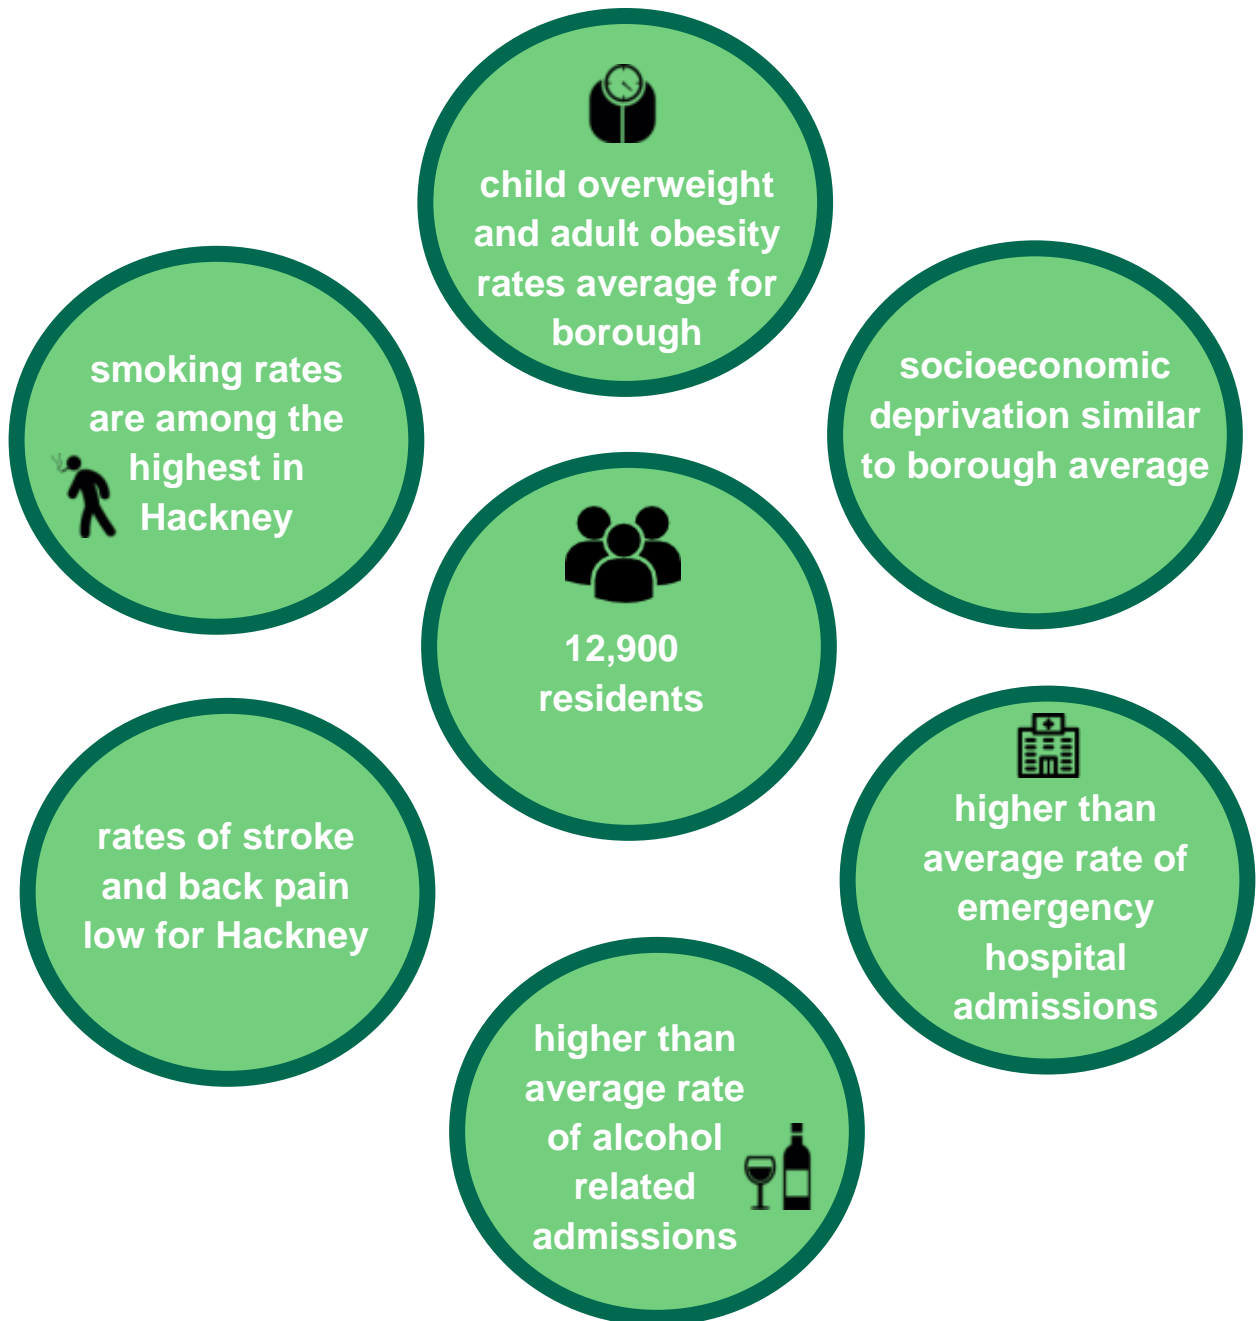 child overweight
and adult obesity
rates average for
borough
smoking rates
are among the
highest in
Hackney
socioeconomic
deprivation similar
to borough average
12,900
residents
rates of stroke
and back pain
low for Hackney
higher than
average rate of
emergency
hospital
admissions
higher than
average rate
of alcohol
related
admissions